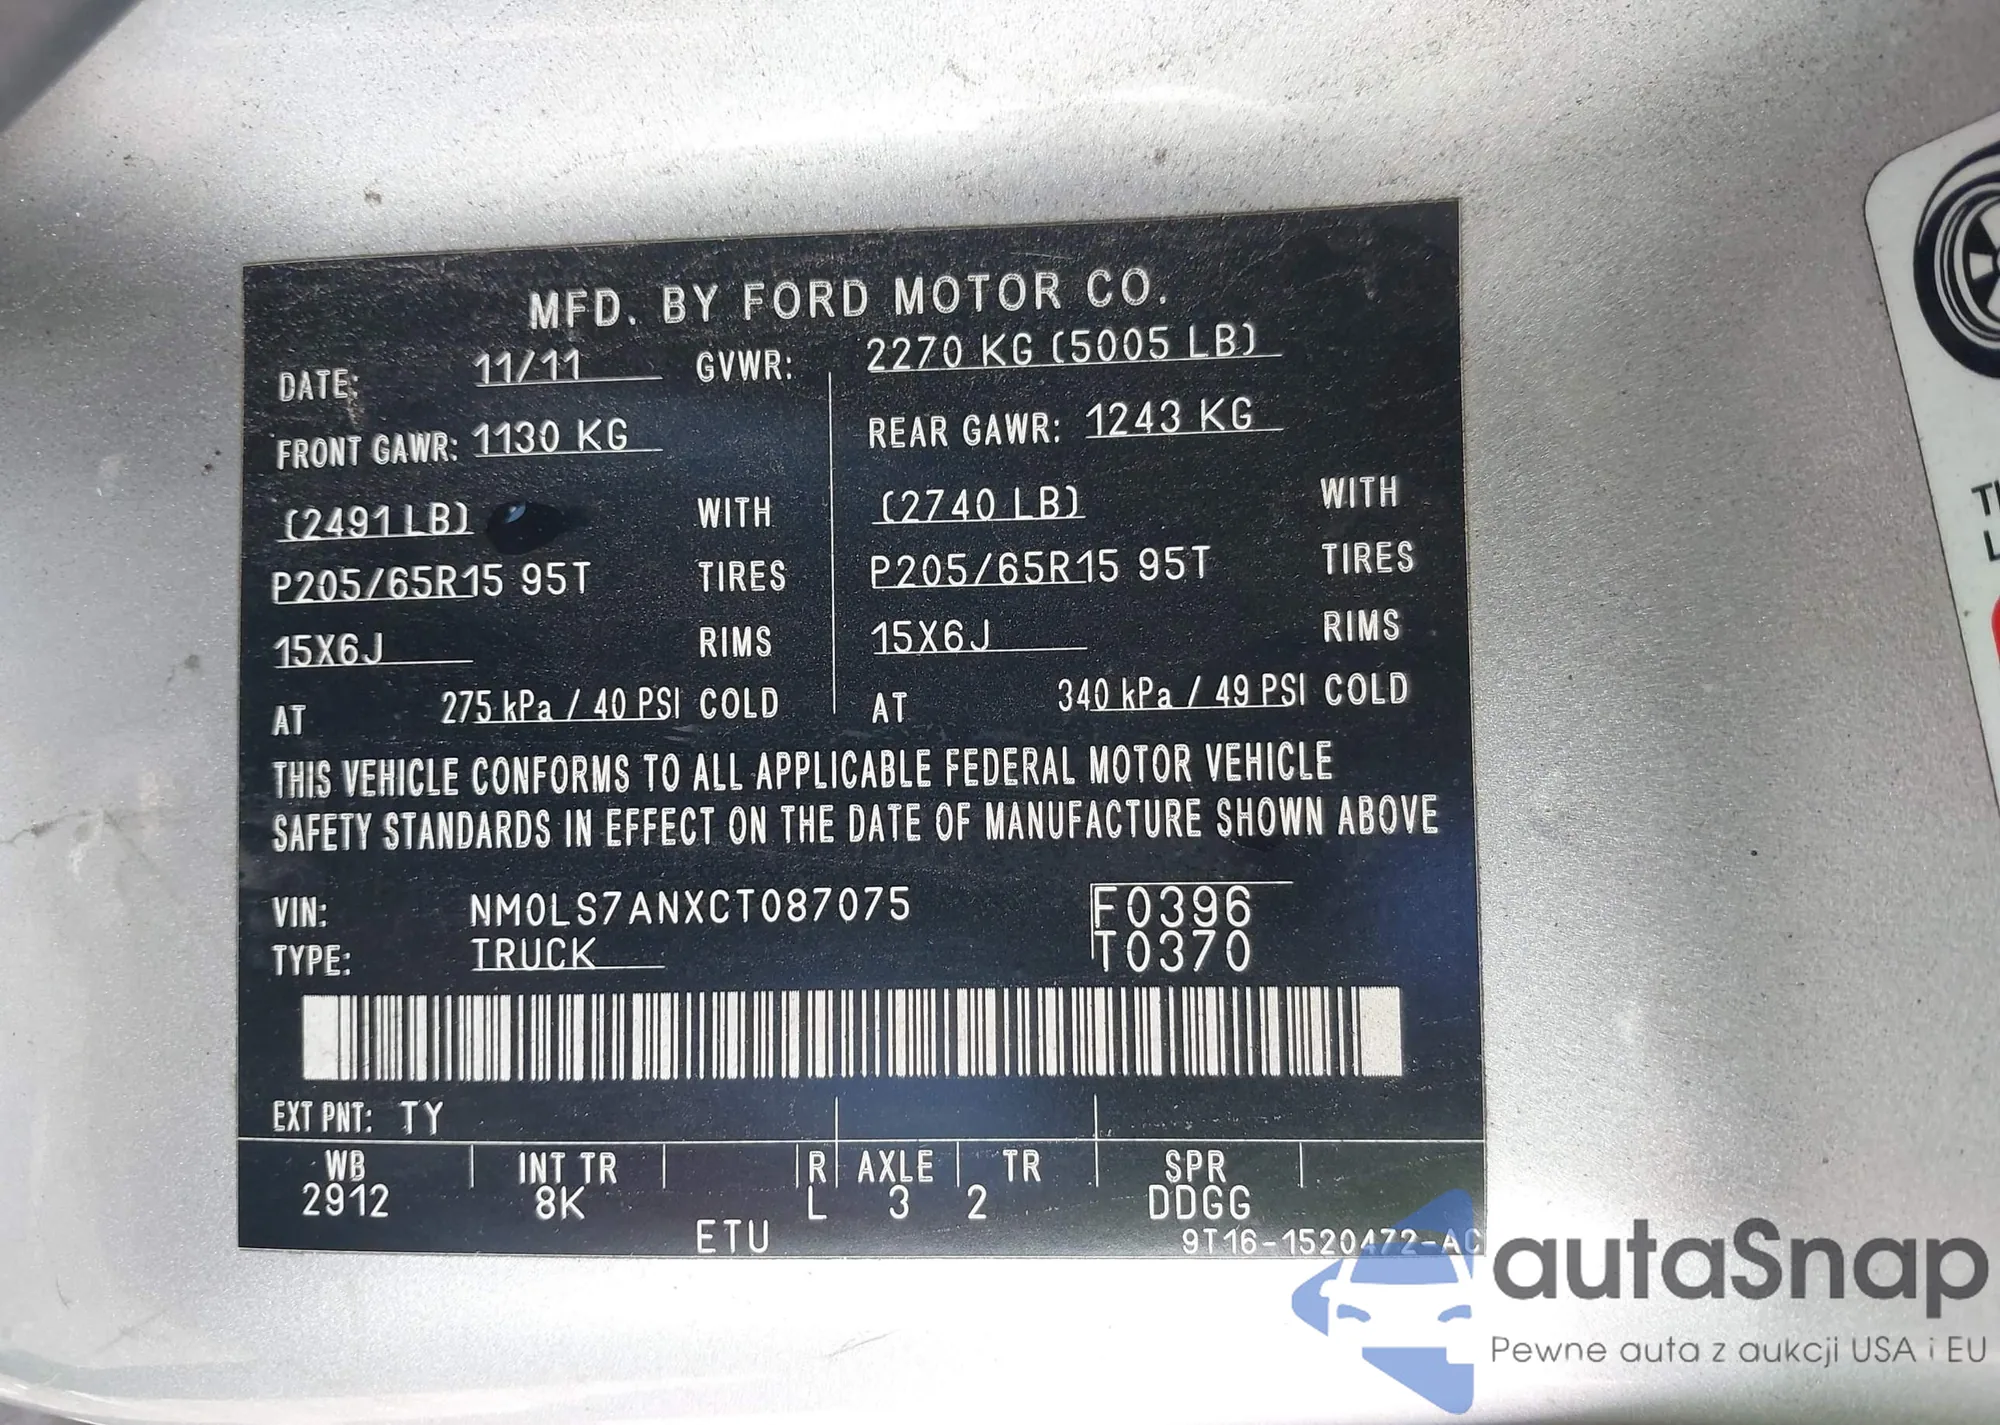 MFD. BY FORD MOTOR CO.
DATE: 11/11 GVWR: 2270 KG (5005 LB)
FRONT GAWR: 1130 KG REAR GAWR: 1243 KG
(2491 LB) WITH (2740 LB) WITH
P205/65R15 95T TIRES P205/65R15 95T TIRES
15X6J RIMS 15X6J RIMS
AT 275 kPa / 40 PSI COLD AT 340 kPa / 49 PSI COLD
THIS VEHICLE CONFORMS TO ALL APPLICABLE FEDERAL MOTOR VEHICLE
SAFETY STANDARDS IN EFFECT ON THE DATE OF MANUFACTURE SHOWN ABOVE
VIN: NM0LS7ANXCT087075 F0396
TYPE: TRUCK T0370
EXT PNT: TY
WB INT TR R AXLE TR SPR
2912 8K L 3 2 DDGG
ETU 9T16-1520472-AC
autaSnap
Pewne auta z aukcji USA i EU